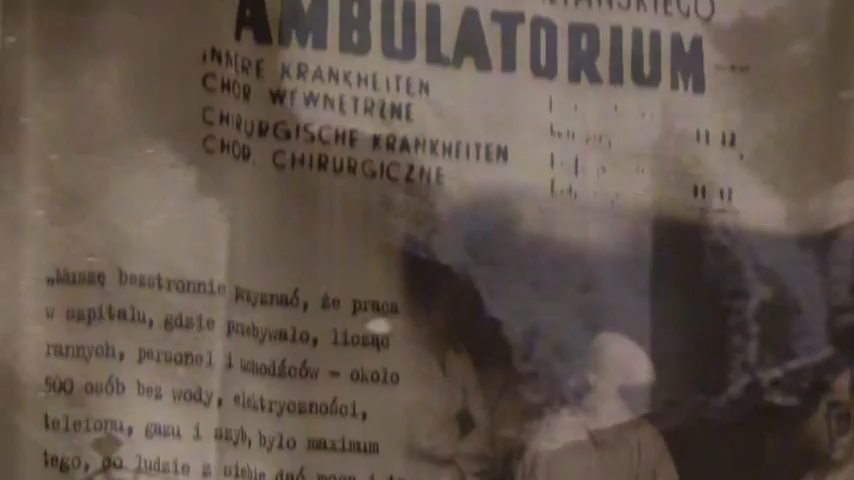 AMBULATORIUM
INNERE KRANKHEITEN
CHOR. WEWNETRZNE
CHIRURGISCHE KRANKHEITEN
CHOR. CHIRURGICZNE
„Muszę bezstronnie przyznać, że praca
w szpitalu, gdzie przebywało, licząc
rannych, personel i uchodźców – około
500 osób bez wody, elektryczności,
telefonu, gazu i szyb, było maximum
tego, co ludzie z siebie dać mogą i